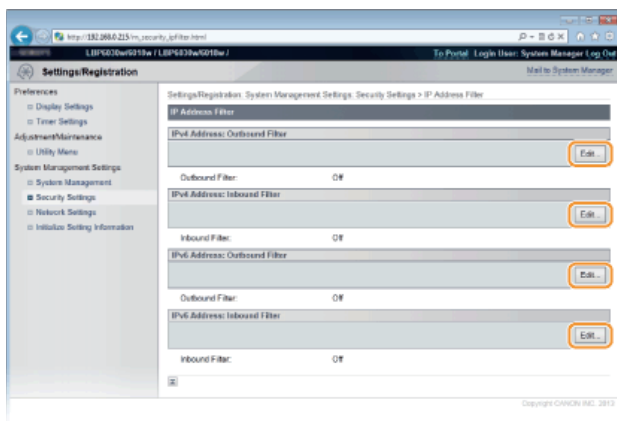 http://192.168.0.215/m_security_ipfilter.html
LBP6030w/6018w / LBP6030w/6018w /
To Portal Login User: System Manager Log Out
Settings/Registration
Mail to System Manager
Preferences
Display Settings
Timer Settings
Adjustment/Maintenance
Utility Menu
System Management Settings
System Management
Security Settings
Network Settings
Initialize Setting Information
Settings/Registration: System Management Settings: Security Settings > IP Address Filter
IP Address Filter
IPv4 Address: Outbound Filter
Edit...
Outbound Filter: Off
IPv4 Address: Inbound Filter
Edit...
Inbound Filter: Off
IPv6 Address: Outbound Filter
Edit...
Outbound Filter: Off
IPv6 Address: Inbound Filter
Edit...
Inbound Filter: Off
Copyright CANON INC. 2013